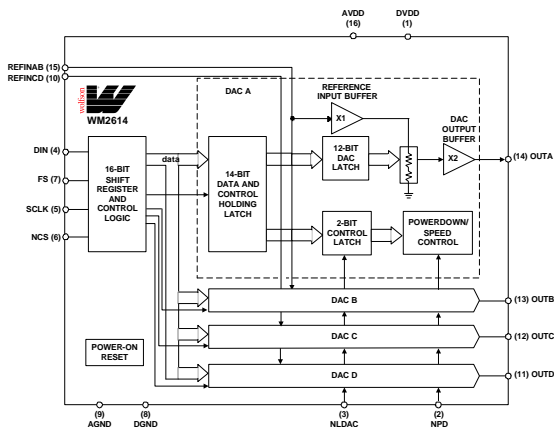 AVDD
(16)
DVDD
(1)
REFINAB (15)
REFINCD (10)
wolfson
WM2614
DAC A
REFERENCE
INPUT BUFFER
X1
DAC
OUTPUT
BUFFER
X2
(14) OUTA
DIN (4)
FS (7)
SCLK (5)
NCS (6)
16-BIT
SHIFT
REGISTER
AND
CONTROL
LOGIC
data
14-BIT
DATA AND
CONTROL
HOLDING
LATCH
12-BIT
DAC
LATCH
2-BIT
CONTROL
LATCH
POWERDOWN/
SPEED
CONTROL
DAC B
(13) OUTB
DAC C
(12) OUTC
DAC D
(11) OUTD
POWER-ON
RESET
(9)
AGND
(8)
DGND
(3)
NLDAC
(2)
NPD